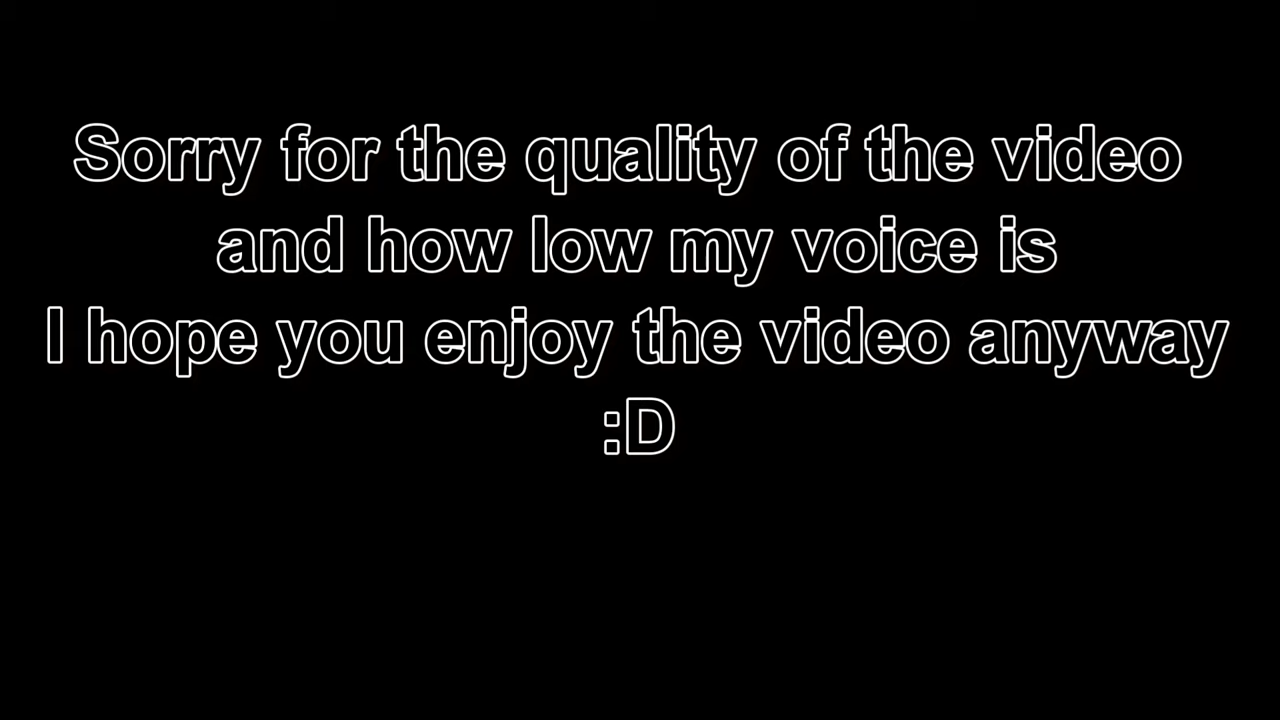 Sorry for the quality of the video
and how low my voice is
I hope you enjoy the video anyway
:D